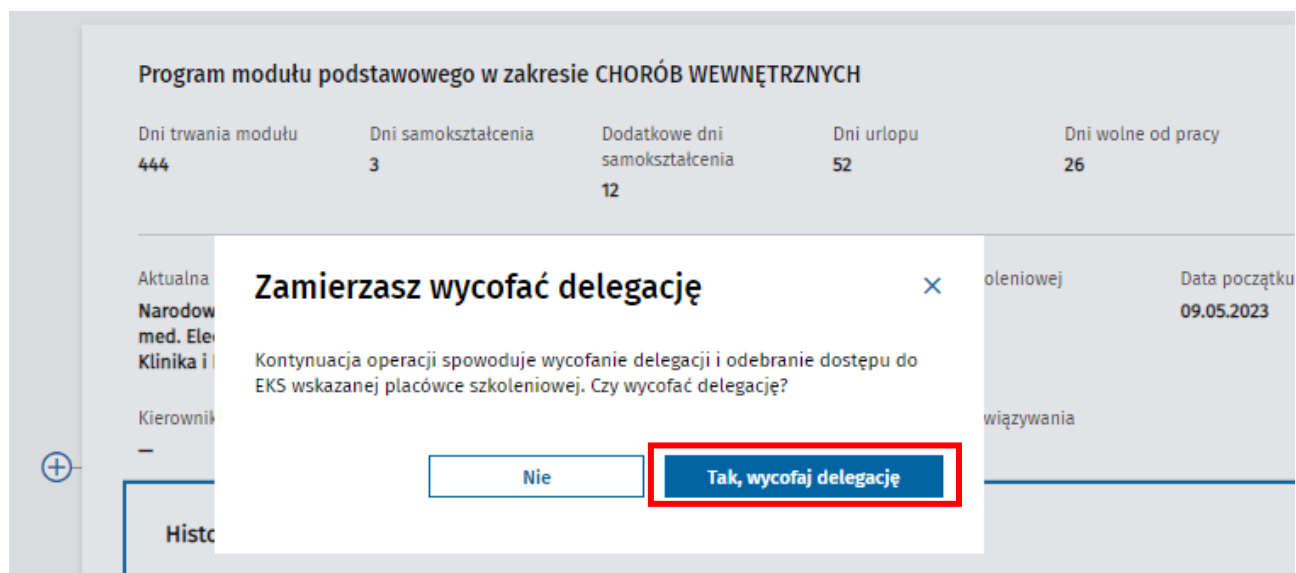 Program modułu podstawowego w zakresie CHORÓB WEWNĘTRZNYCH
Dni trwania modułu
444
Dni samokształcenia
3
Dodatkowe dni
samokształcenia
12
Dni urlopu
52
Dni wolne od pracy
26
Aktualna
Narodow
med. Ele
Klinika i
Kierownik
—
Zamierzasz wycofać delegację
Kontynuacja operacji spowoduje wycofanie delegacji i odebranie dostępu do
EKS wskazanej placówce szkoleniowej. Czy wycofać delegację?
Nie
Tak, wycofaj delegację
oleniowej
Data początku
09.05.2023
wiązywania
Histo